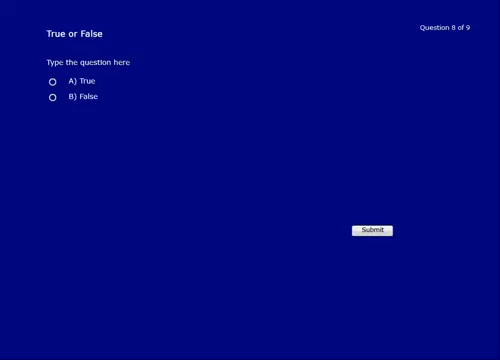 Question 8 of 9
True or False
Type the question here
A) True
B) False
Submit